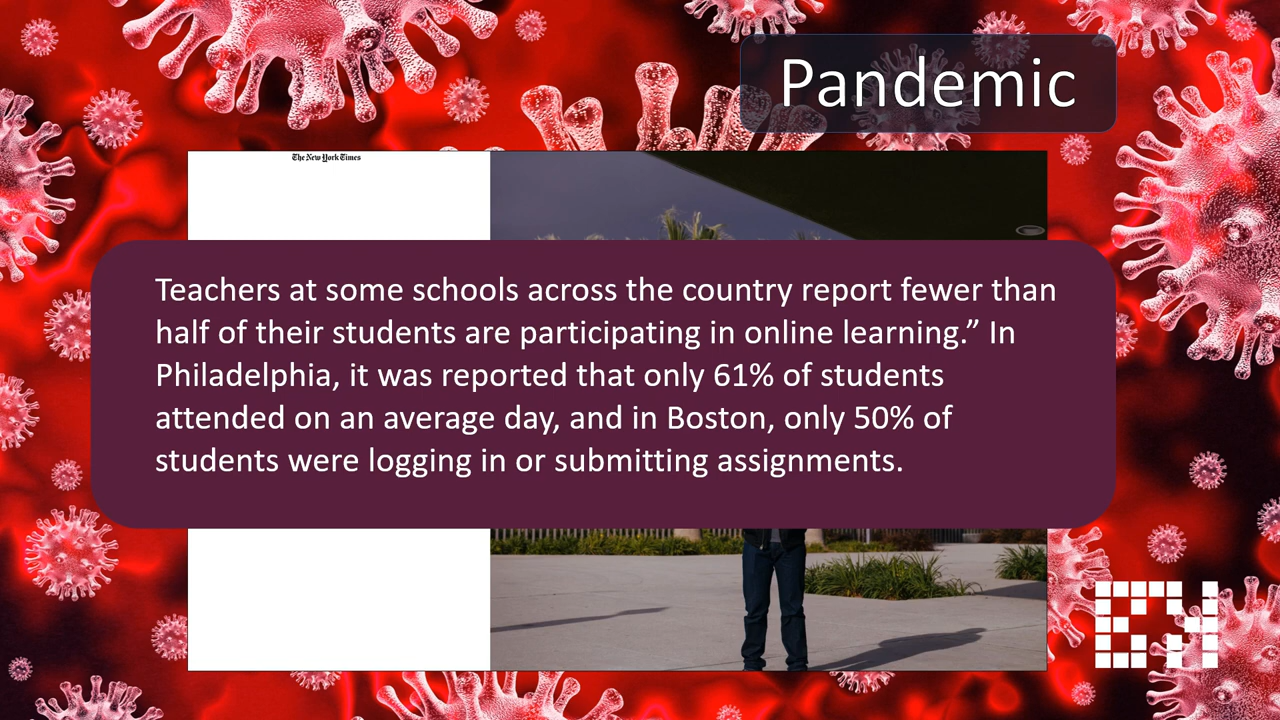 Pandemic
The New York Times
Teachers at some schools across the country report fewer than
half of their students are participating in online learning.” In
Philadelphia, it was reported that only 61% of students
attended on an average day, and in Boston, only 50% of
students were logging in or submitting assignments.